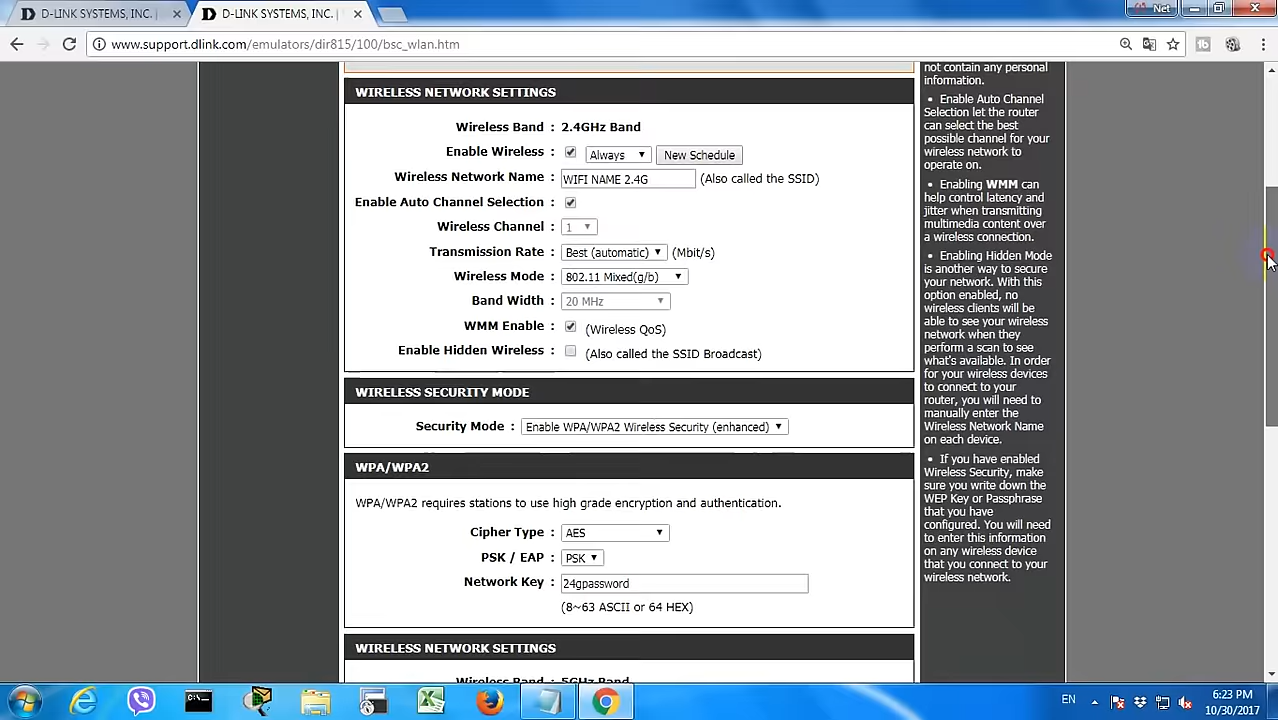 D-LINK SYSTEMS, INC. |
D-LINK SYSTEMS, INC. |
Net
www.support.dlink.com/emulators/dir815/100/bsc_wlan.htm
WIRELESS NETWORK SETTINGS
Wireless Band : 2.4GHz Band
Enable Wireless : Always New Schedule
Wireless Network Name : WIFI NAME 2.4G (Also called the SSID)
Enable Auto Channel Selection :
Wireless Channel : 1
Transmission Rate : Best (automatic) (Mbit/s)
Wireless Mode : 802.11 Mixed(g/b)
Band Width : 20 MHz
WMM Enable : (Wireless QoS)
Enable Hidden Wireless : (Also called the SSID Broadcast)
WIRELESS SECURITY MODE
Security Mode : Enable WPA/WPA2 Wireless Security (enhanced)
WPA/WPA2
WPA/WPA2 requires stations to use high grade encryption and authentication.
Cipher Type : AES
PSK / EAP : PSK
Network Key : 24gpassword
(8~63 ASCII or 64 HEX)
WIRELESS NETWORK SETTINGS
Wireless Band : 5GHz Band
not contain any personal
information.
• Enable Auto Channel
Selection let the router
can select the best
possible channel for your
wireless network to
operate on.
• Enabling WMM can
help control latency and
jitter when transmitting
multimedia content over
a wireless connection.
• Enabling Hidden Mode
is another way to secure
your network. With this
option enabled, no
wireless clients will be
able to see your wireless
network when they
perform a scan to see
what's available. In order
for your wireless devices
to connect to your
router, you will need to
manually enter the
Wireless Network Name
on each device.
• If you have enabled
Wireless Security, make
sure you write down the
WEP Key or Passphrase
that you have
configured. You will need
to enter this information
on any wireless device
that you connect to your
wireless network.
EN
6:23 PM
10/30/2017